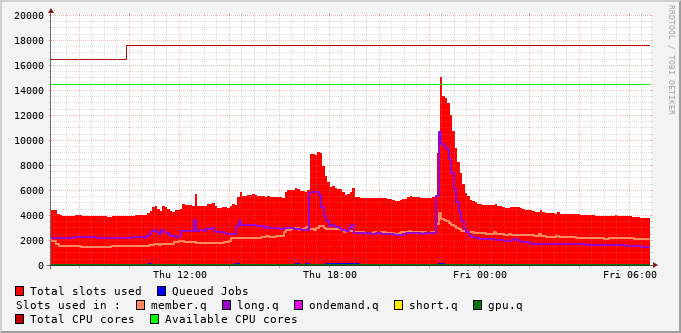 20000
18000
16000
14000
12000
10000
8000
6000
4000
2000
0
Thu 12:00 Thu 18:00 Fri 00:00 Fri 06:00
RRDTOOL / TOBI OETIKER
Total slots used Queued Jobs
Slots used in : member.q long.q ondemand.q short.q gpu.q
Total CPU cores Available CPU cores